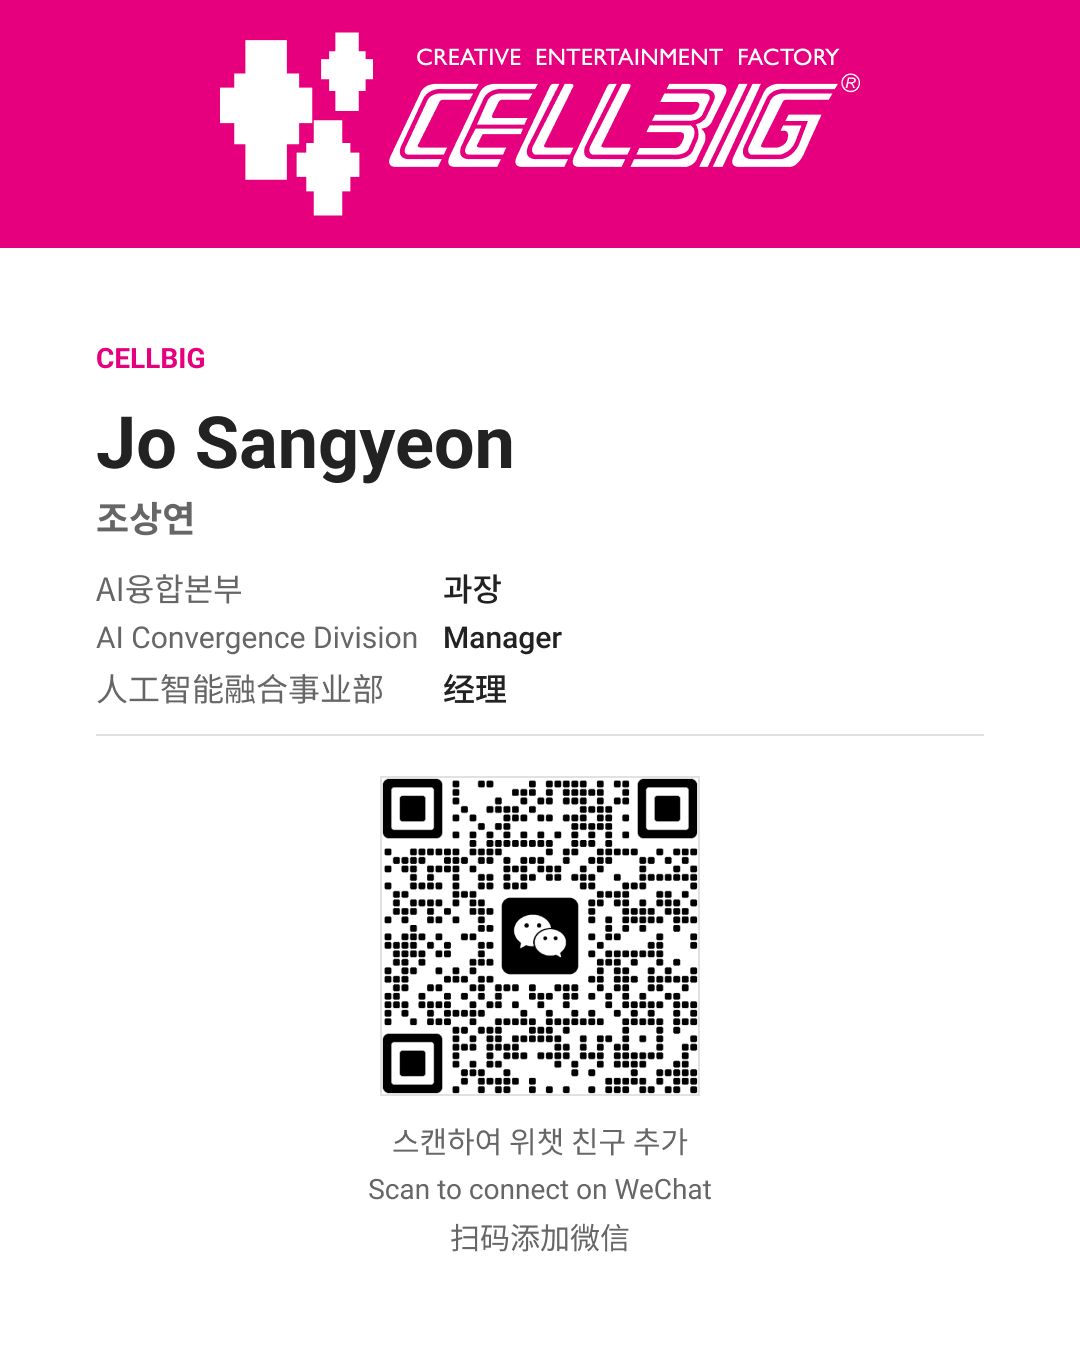 CREATIVE ENTERTAINMENT FACTORY
CELLBIG®
CELLBIG
Jo Sangyeon
조상연
AI융합본부 과장
AI Convergence Division Manager
人工智能融合事业部 经理
스캔하여 위챗 친구 추가
Scan to connect on WeChat
扫码添加微信